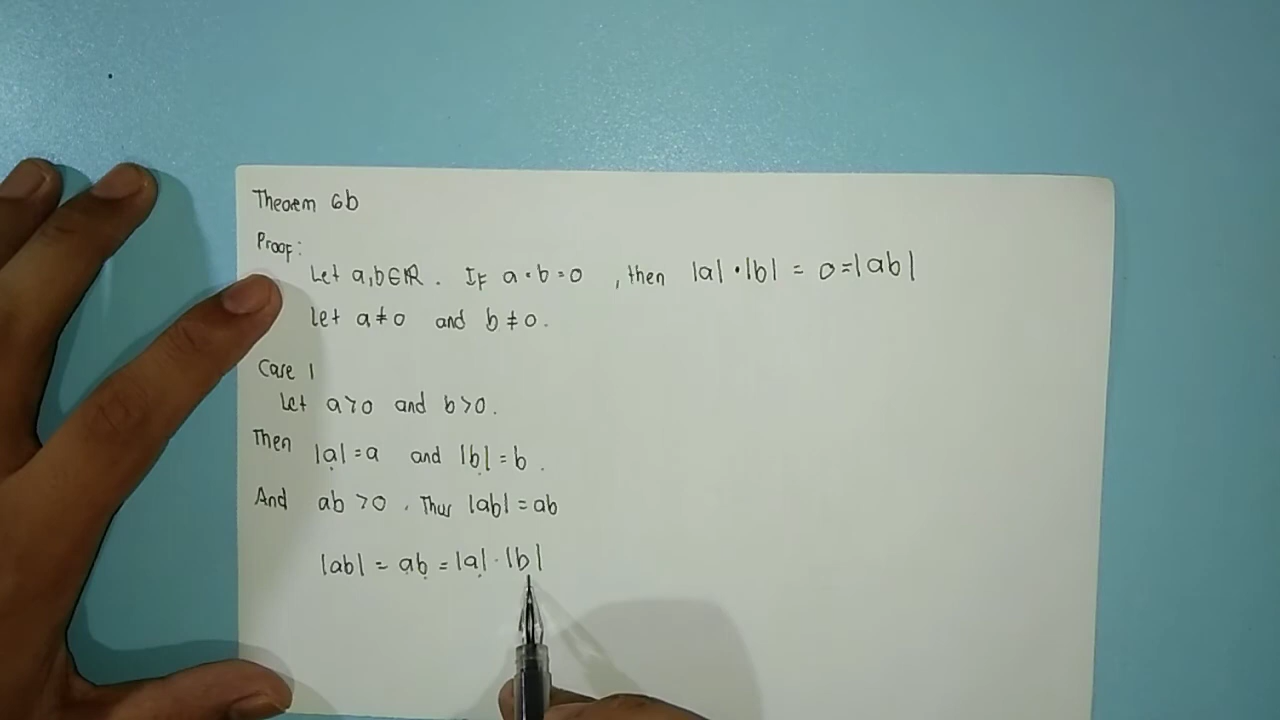 Theorem 6b
Proof:
Let a,b∈ℝ. If a·b=0, then |a|·|b| = 0=|ab|
Let a≠0 and b≠0.
Case 1
Let a>0 and b>0.
Then |a|=a and |b|=b.
And ab>0. Thus |ab|=ab
|ab| = ab = |a|·|b|